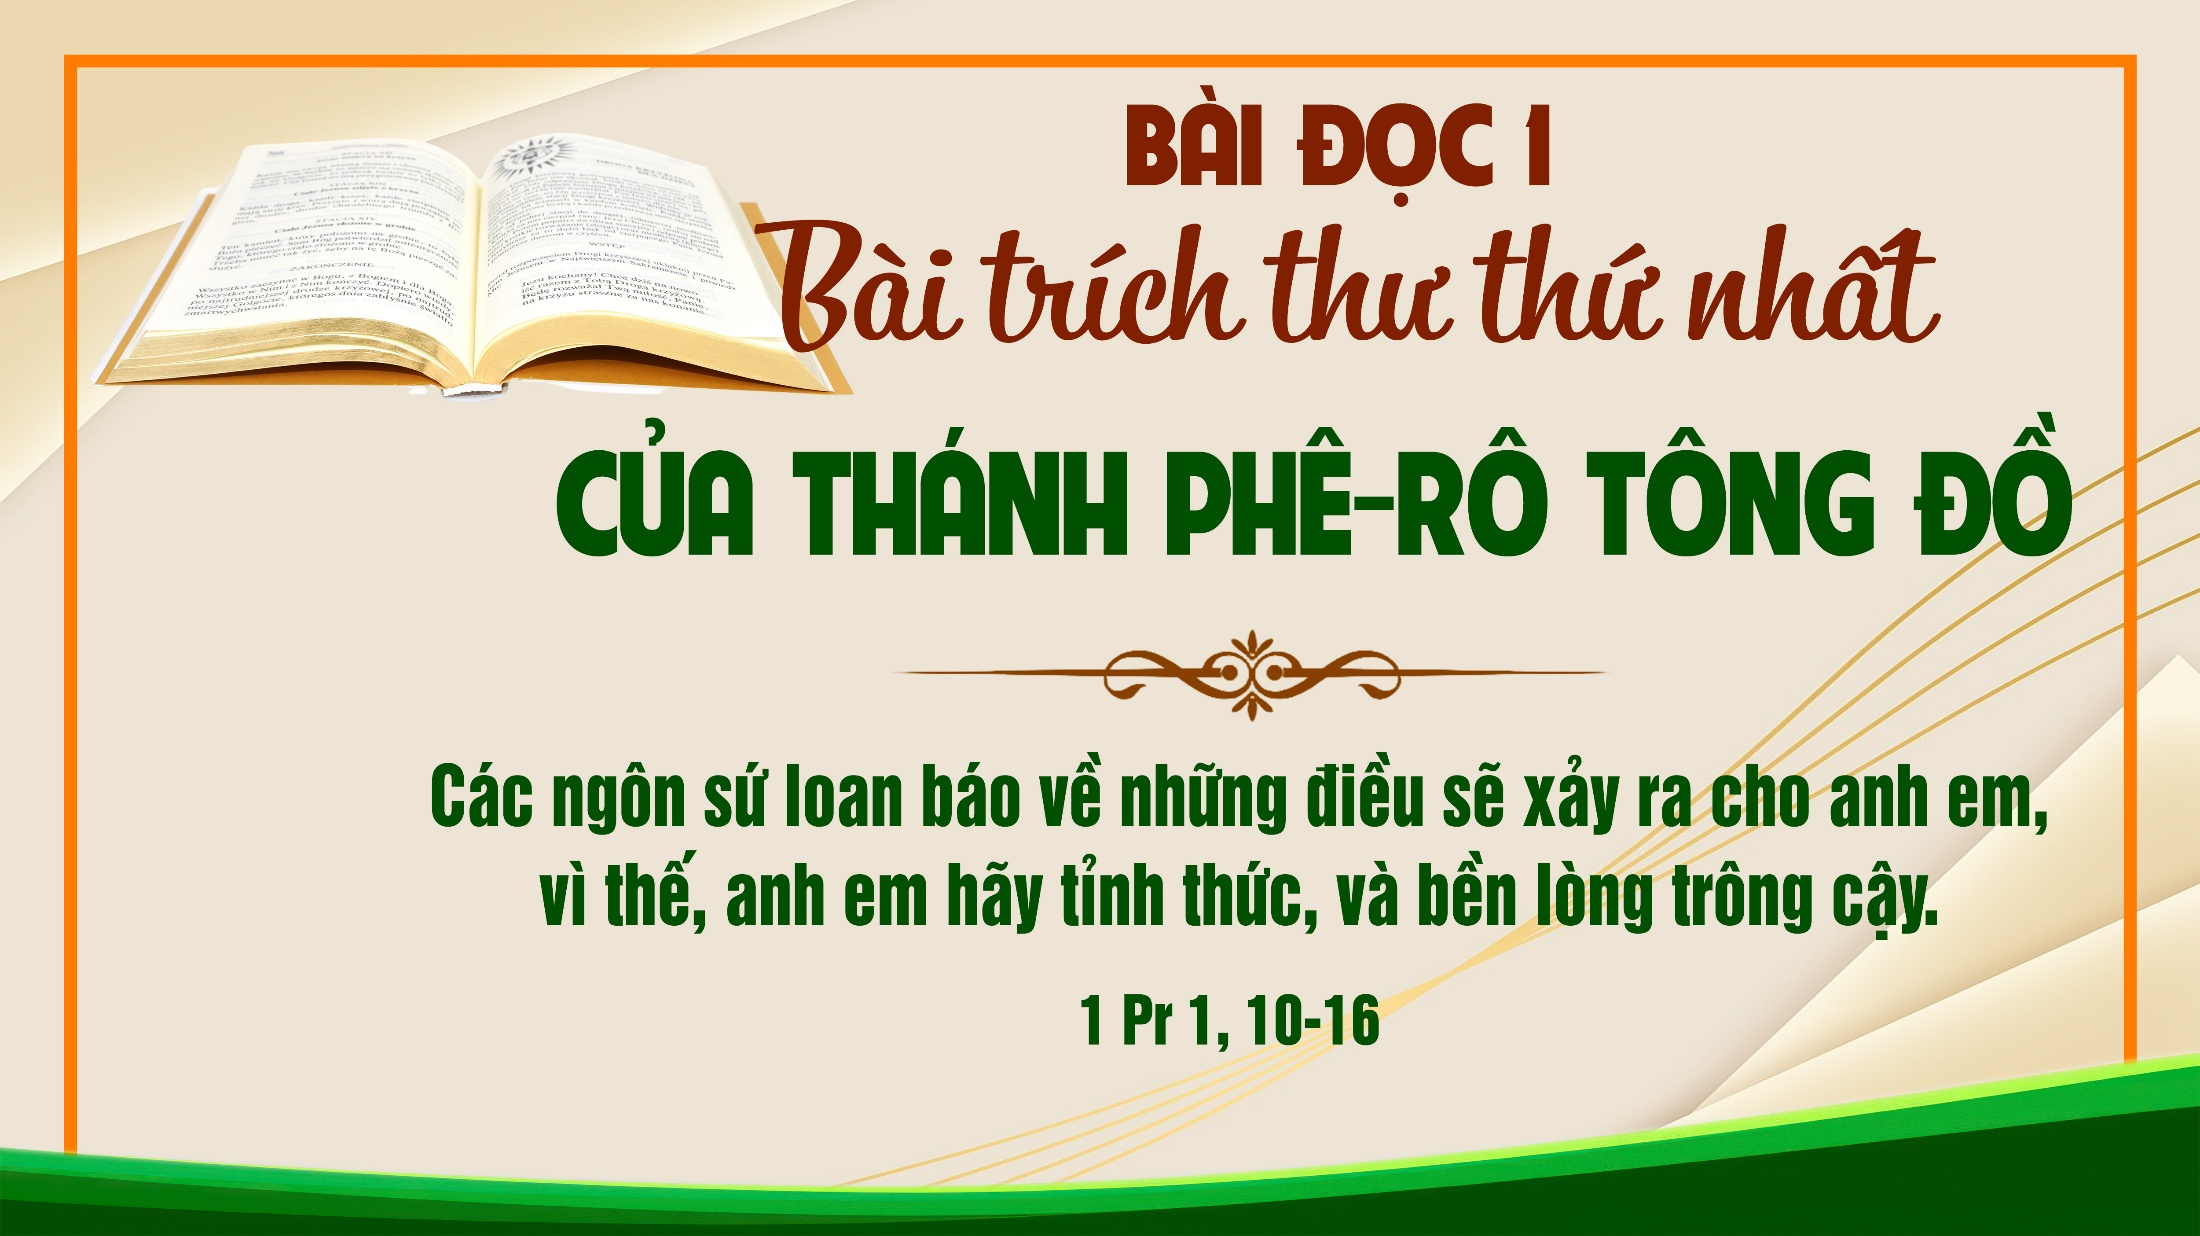 BÀI ĐỌC 1
Bài trích thư thứ nhất
CỦA THÁNH PHÊ-RÔ TÔNG ĐỒ
Các ngôn sứ loan báo về những điều sẽ xảy ra cho anh em,
vì thế, anh em hãy tỉnh thức, và bền lòng trông cậy.
1 Pr 1, 10-16